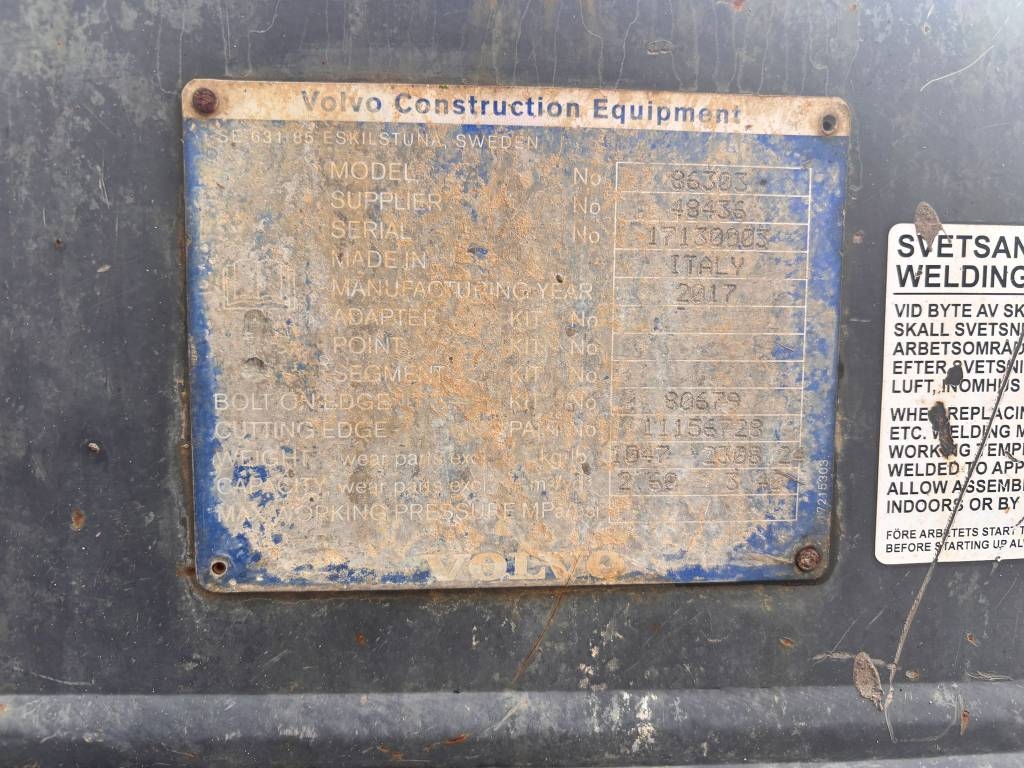 Volvo Construction Equipment
SE 631 85 ESKILSTUNA, SWEDEN
MODEL No 86303
SUPPLIER No 48436
SERIAL No 17130003
MADE IN ITALY
MANUFACTURING YEAR 2017
ADAPTER KIT No
POINT KIT No
SEGMENT KIT No
BOLT ON EDGE KIT No 80679
CUTTING EDGE PART No 11156728
WEIGHT wear parts excl kg/lb 1047
CAPACITY wear parts excl m³/yd³
MAX WORKING PRESSURE MPa/psi
VOLVO
SVETSAN
WELDING
VID BYTE AV SK
SKALL SVETSNI
ARBETSOMRÅD
EFTER SVETSNI
LUFT, INOMHUS
WHEN REPLACIN
ETC. WELDING M
WORKING TEMPE
WELDED TO APP
ALLOW ASSEMBL
INDOORS OR BY
FÖRE ARBETETS START T
BEFORE STARTING UP AL